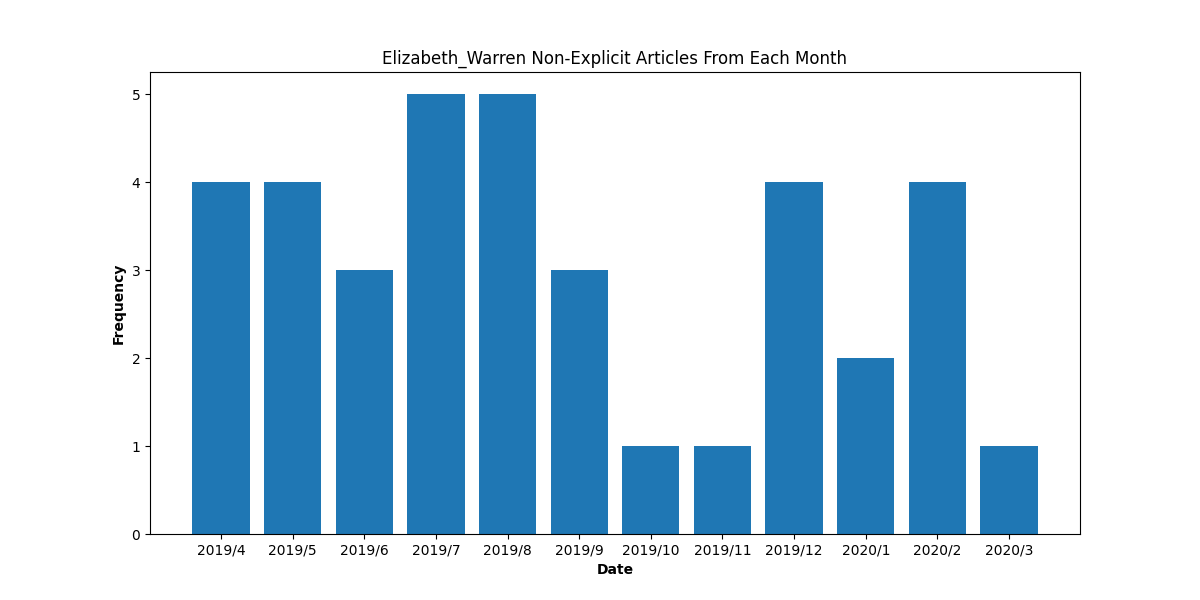 Elizabeth_Warren Non-Explicit Articles From Each Month
5
4
3
2
1
0
Frequency
2019/4 2019/5 2019/6 2019/7 2019/8 2019/9 2019/10 2019/11 2019/12 2020/1 2020/2 2020/3
Date